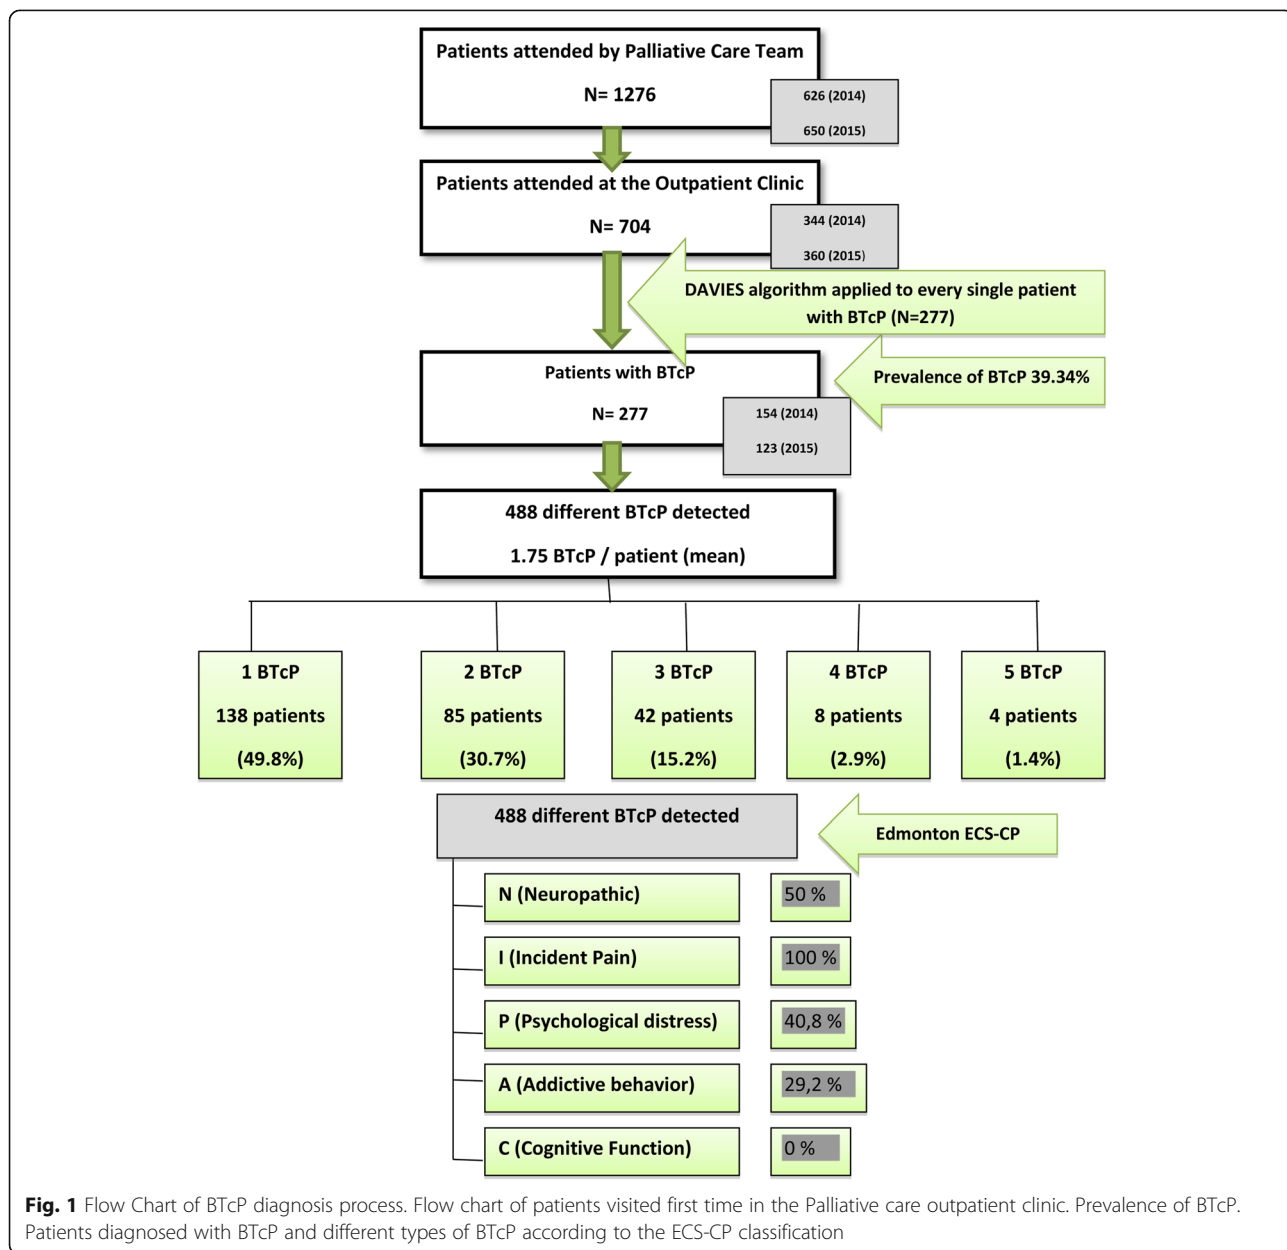 Patients attended by Palliative Care Team
N= 1276
626 (2014)
650 (2015)
Patients attended at the Outpatient Clinic
N= 704
344 (2014)
360 (2015)
DAVIES algorithm applied to every single patient
with BTcP (N=277)
Patients with BTcP
N= 277
Prevalence of BTcP 39.34%
154 (2014)
123 (2015)
488 different BTcP detected
1.75 BTcP / patient (mean)
1 BTcP
138 patients
(49.8%)
2 BTcP
85 patients
(30.7%)
3 BTcP
42 patients
(15.2%)
4 BTcP
8 patients
(2.9%)
5 BTcP
4 patients
(1.4%)
488 different BTcP detected
Edmonton ECS-CP
N (Neuropathic)
50 %
I (Incident Pain)
100 %
P (Psychological distress)
40,8 %
A (Addictive behavior)
29,2 %
C (Cognitive Function)
0 %
Fig. 1 Flow Chart of BTcP diagnosis process. Flow chart of patients visited first time in the Palliative care outpatient clinic. Prevalence of BTcP.
Patients diagnosed with BTcP and different types of BTcP according to the ECS-CP classification